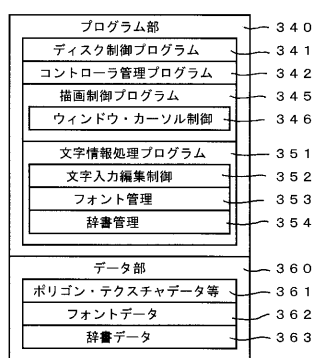 プログラム部 340
ディスク制御プログラム 341
コントローラ管理プログラム 342
描画制御プログラム 345
ウィンドウ・カーソル制御 346
文字情報処理プログラム 351
文字入力編集制御 352
フォント管理 353
辞書管理 354
データ部 360
ポリゴン・テクスチャデータ等 361
フォントデータ 362
辞書データ 363